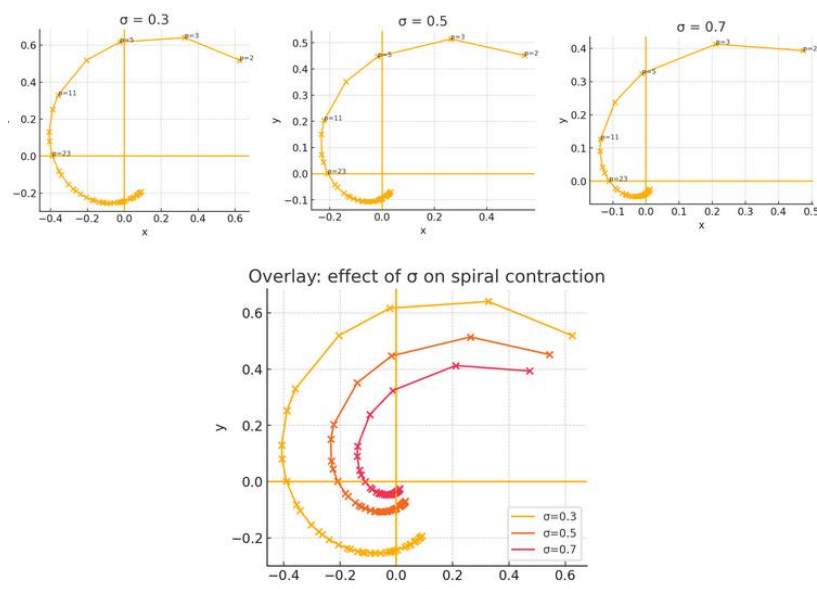 σ = 0.3
0.6
0.4
0.2
0.0
−0.2
−0.4
−0.2
0.0
0.2
0.4
0.6
x
p=2
p=3
p=5
p=11
p=23
σ = 0.5
y
0.5
0.4
0.3
0.2
0.1
0.0
−0.1
−0.2
0.0
0.2
0.4
x
p=2
p=3
p=5
p=11
p=23
σ = 0.7
y
0.4
0.3
0.2
0.1
0.0
−0.1
0.0
0.1
0.2
0.3
0.4
0.5
x
p=2
p=3
p=5
p=11
p=23
Overlay: effect of σ on spiral contraction
y
0.6
0.4
0.2
0.0
−0.2
−0.4
−0.2
0.0
0.2
0.4
0.6
σ=0.3
σ=0.5
σ=0.7